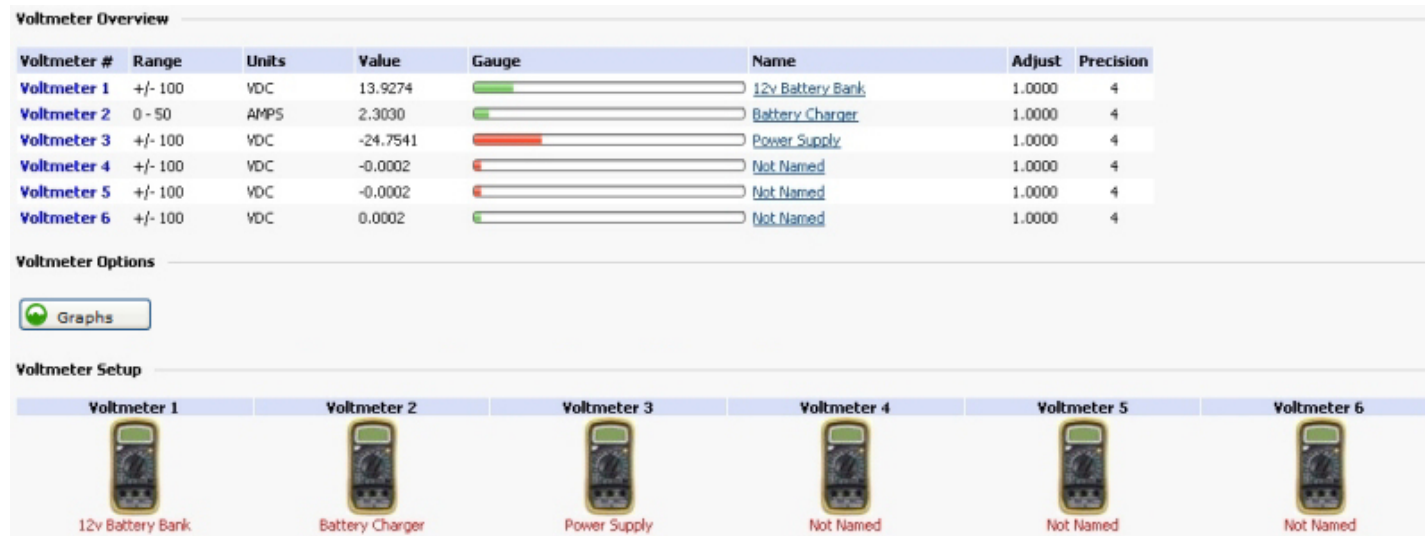 Voltmeter Overview
Voltmeter # Range Units Value Gauge Name Adjust Precision
Voltmeter 1 +/- 100 VDC 13.9274 12v Battery Bank 1.0000 4
Voltmeter 2 0 - 50 AMPS 2.3030 Battery Charger 1.0000 4
Voltmeter 3 +/- 100 VDC -24.7541 Power Supply 1.0000 4
Voltmeter 4 +/- 100 VDC -0.0002 Not Named 1.0000 4
Voltmeter 5 +/- 100 VDC -0.0002 Not Named 1.0000 4
Voltmeter 6 +/- 100 VDC 0.0002 Not Named 1.0000 4
Voltmeter Options
Graphs
Voltmeter Setup
Voltmeter 1 Voltmeter 2 Voltmeter 3 Voltmeter 4 Voltmeter 5 Voltmeter 6
12v Battery Bank Battery Charger Power Supply Not Named Not Named Not Named